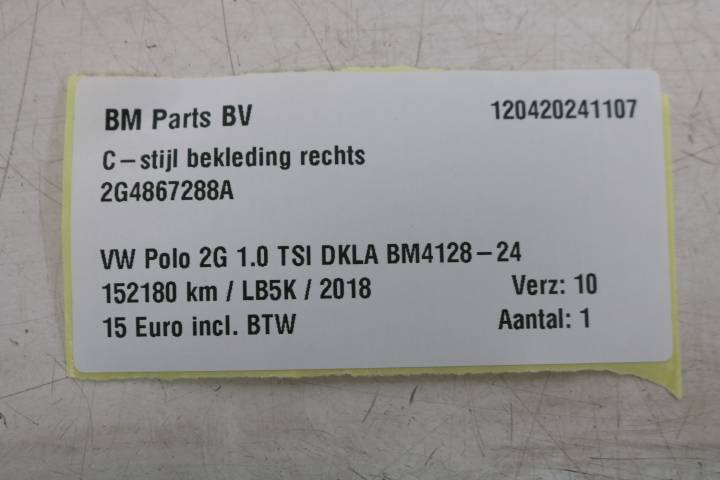 BM Parts BV 120420241107
C-stijl bekleding rechts
2G4867288A
VW Polo 2G 1.0 TSI DKLA BM4128-24
152180 km / LB5K / 2018 Verz: 10
15 Euro incl. BTW Aantal: 1